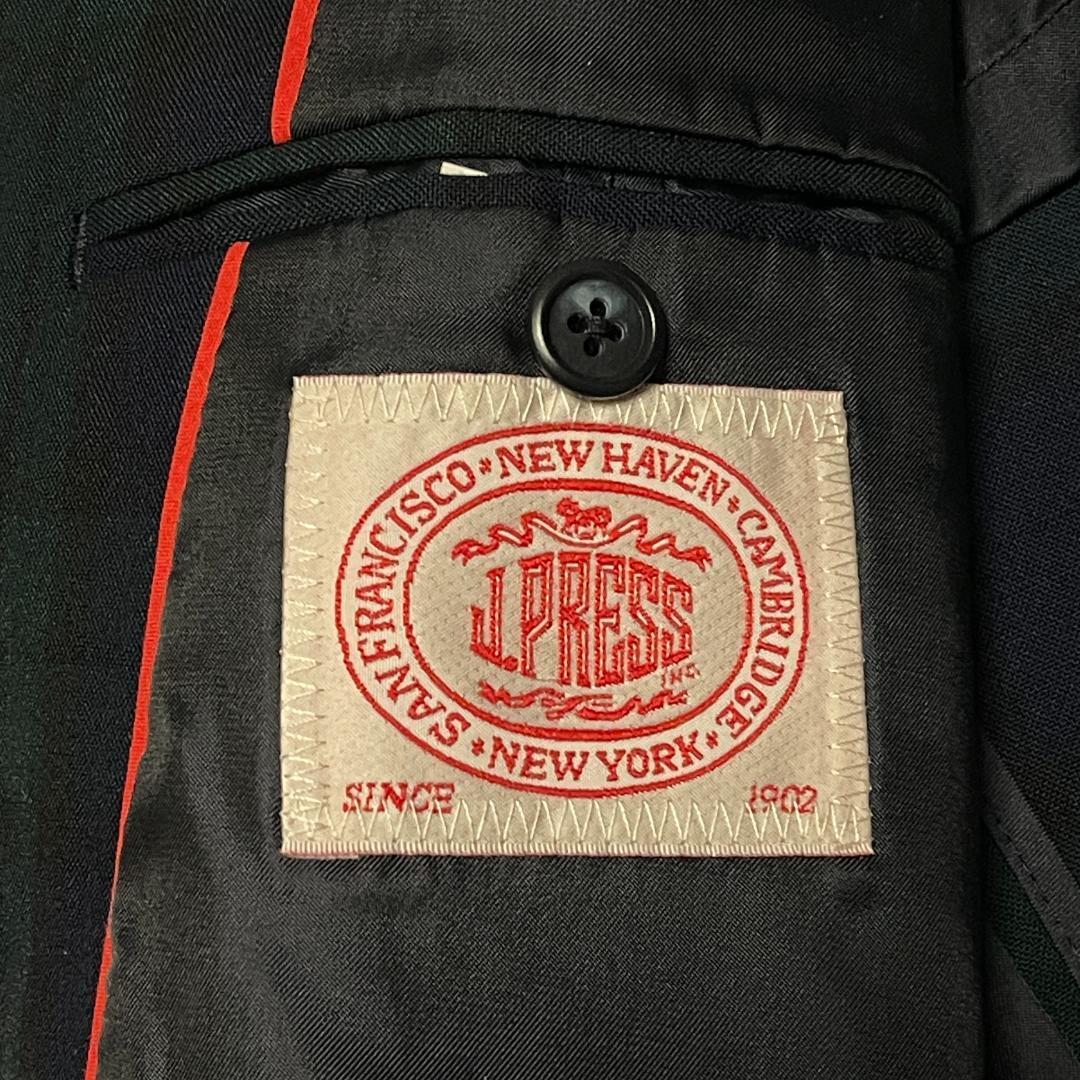 SAN FRANCISCO * NEW HAVEN * CAMBRIDGE * NEW YORK *
J. PRESS
INC.
SINCE 1902